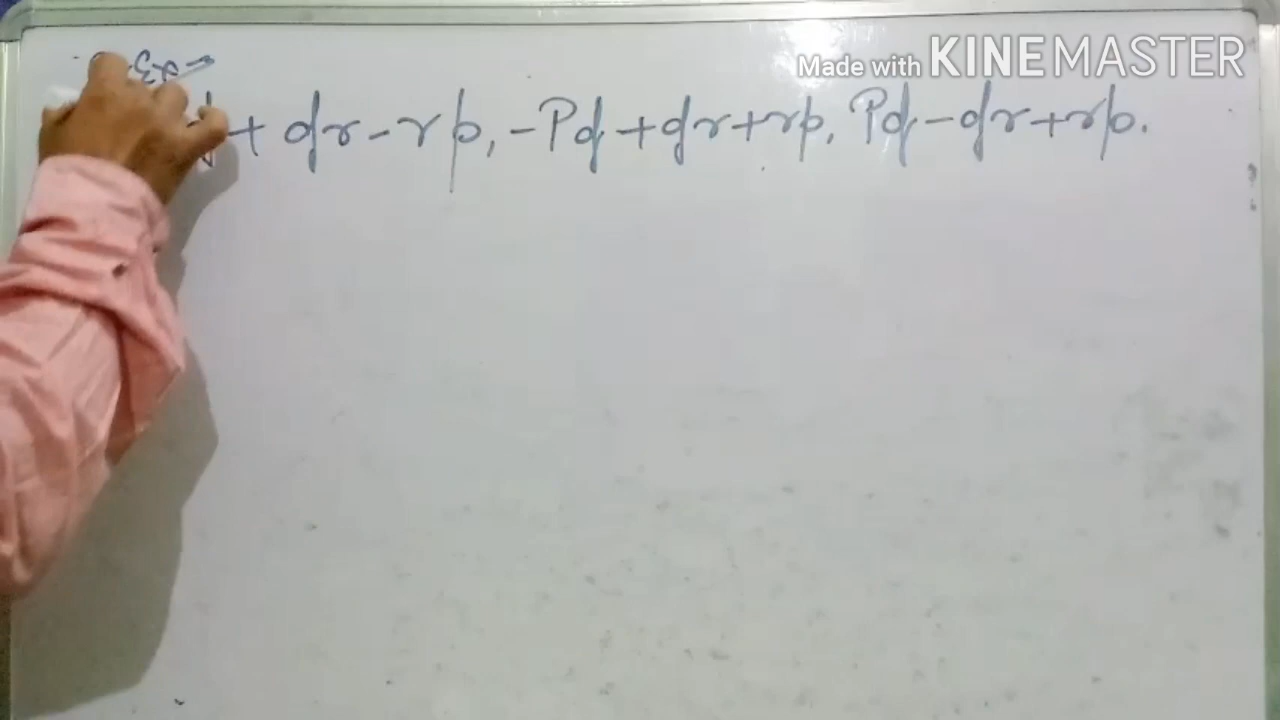 Made with KINEMASTER
+ qr - rp, - Pq + qr + rp, Pq - qr + rp.